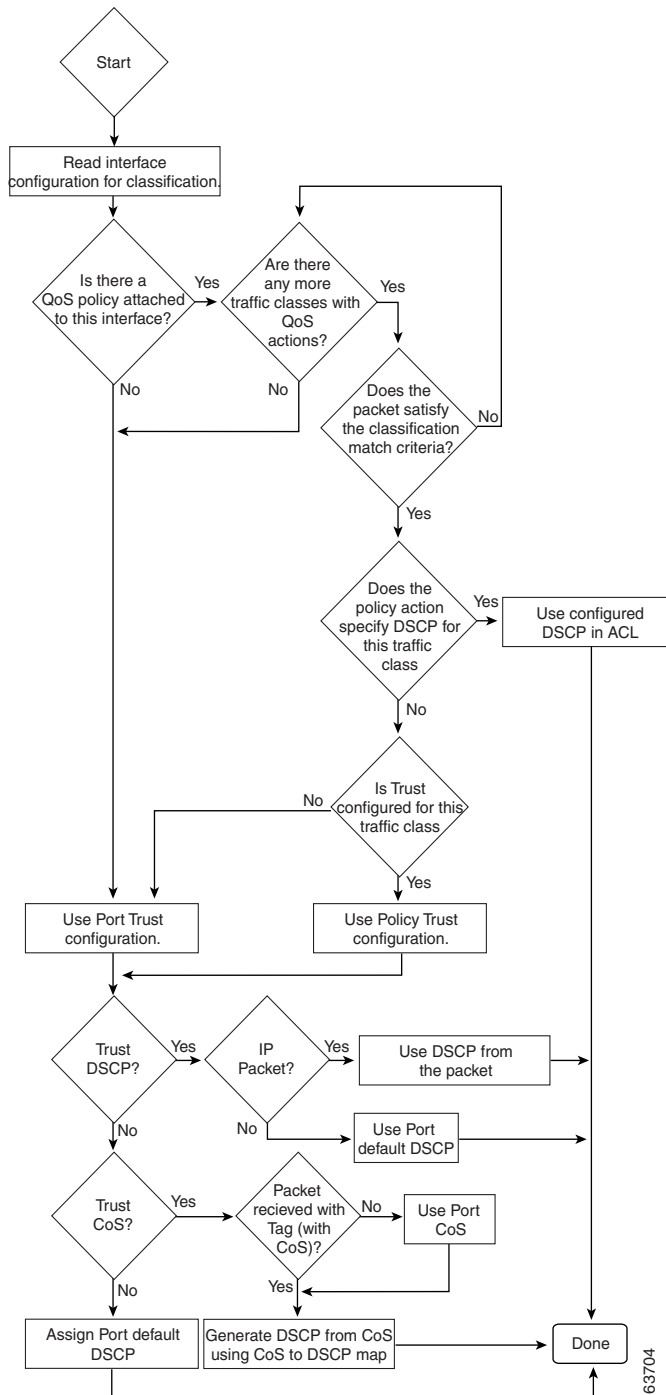 Start
Read interface
configuration for classification.
Is there a
QoS policy attached
to this interface?
Yes
Are there
any more
traffic classes with
QoS
actions?
Yes
No
No
Does the
packet satisfy
the classification
match criteria?
No
Yes
Does the
policy action
specify DSCP for
this traffic
class
Yes
Use configured
DSCP in ACL
No
Is Trust
configured for this
traffic class
No
Yes
Use Port Trust
configuration.
Use Policy Trust
configuration.
Trust
DSCP?
Yes
IP
Packet?
Yes
Use DSCP from
the packet
No
No
Use Port
default DSCP
Trust
CoS?
Yes
Packet
recieved with
Tag (with
CoS)?
No
Use Port
CoS
No
Yes
Assign Port default
DSCP
Generate DSCP from CoS
using CoS to DSCP map
Done
63704